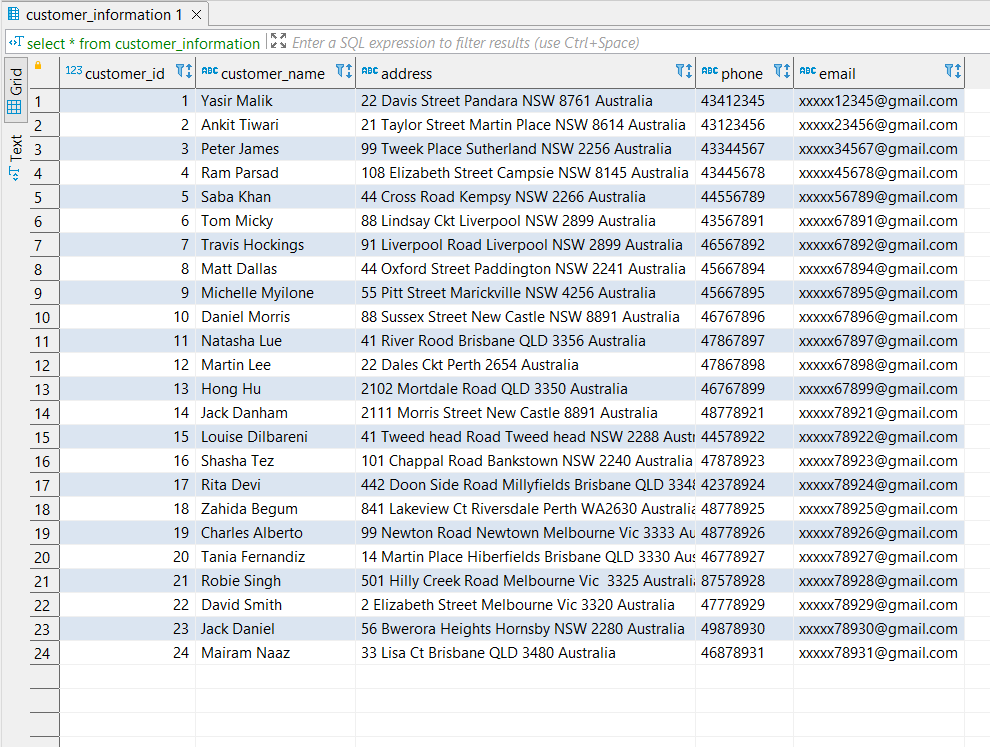 customer_information 1
select * from customer_information Enter a SQL expression to filter results (use Ctrl+Space)
Grid
Text
123 customer_id ABC customer_name ABC address ABC phone ABC email
1 1 Yasir Malik 22 Davis Street Pandara NSW 8761 Australia 43412345 xxxxx12345@gmail.com
2 2 Ankit Tiwari 21 Taylor Street Martin Place NSW 8614 Australia 43123456 xxxxx23456@gmail.com
3 3 Peter James 99 Tweek Place Sutherland NSW 2256 Australia 43344567 xxxxx34567@gmail.com
4 4 Ram Parsad 108 Elizabeth Street Campsie NSW 8145 Australia 43445678 xxxxx45678@gmail.com
5 5 Saba Khan 44 Cross Road Kempsy NSW 2266 Australia 44556789 xxxxx56789@gmail.com
6 6 Tom Micky 88 Lindsay Ckt Liverpool NSW 2899 Australia 43567891 xxxxx67891@gmail.com
7 7 Travis Hockings 91 Liverpool Road Liverpool NSW 2899 Australia 46567892 xxxxx67892@gmail.com
8 8 Matt Dallas 44 Oxford Street Paddington NSW 2241 Australia 45667894 xxxxx67894@gmail.com
9 9 Michelle Myilone 55 Pitt Street Marickville NSW 4256 Australia 45667895 xxxxx67895@gmail.com
10 10 Daniel Morris 88 Sussex Street New Castle NSW 8891 Australia 46767896 xxxxx67896@gmail.com
11 11 Natasha Lue 41 River Rood Brisbane QLD 3356 Australia 47867897 xxxxx67897@gmail.com
12 12 Martin Lee 22 Dales Ckt Perth 2654 Australia 47867898 xxxxx67898@gmail.com
13 13 Hong Hu 2102 Mortdale Road QLD 3350 Australia 46767899 xxxxx67899@gmail.com
14 14 Jack Danham 2111 Morris Street New Castle 8891 Australia 48778921 xxxxx78921@gmail.com
15 15 Louise Dilbareni 41 Tweed head Road Tweed head NSW 2288 Austr 44578922 xxxxx78922@gmail.com
16 16 Shasha Tez 101 Chappal Road Bankstown NSW 2240 Australia 47878923 xxxxx78923@gmail.com
17 17 Rita Devi 442 Doon Side Road Millyfields Brisbane QLD 348 42378924 xxxxx78924@gmail.com
18 18 Zahida Begum 841 Lakeview Ct Riversdale Perth WA2630 Australia 48778925 xxxxx78925@gmail.com
19 19 Charles Alberto 99 Newton Road Newtown Melbourne Vic 3333 Au 48778926 xxxxx78926@gmail.com
20 20 Tania Fernandiz 14 Martin Place Hiberfields Brisbane QLD 3330 Aus 46778927 xxxxx78927@gmail.com
21 21 Robie Singh 501 Hilly Creek Road Melbourne Vic 3325 Australi 87578928 xxxxx78928@gmail.com
22 22 David Smith 2 Elizabeth Street Melbourne Vic 3320 Australia 47778929 xxxxx78929@gmail.com
23 23 Jack Daniel 56 Bwerora Heights Hornsby NSW 2280 Australia 49878930 xxxxx78930@gmail.com
24 24 Mairam Naaz 33 Lisa Ct Brisbane QLD 3480 Australia 46878931 xxxxx78931@gmail.com